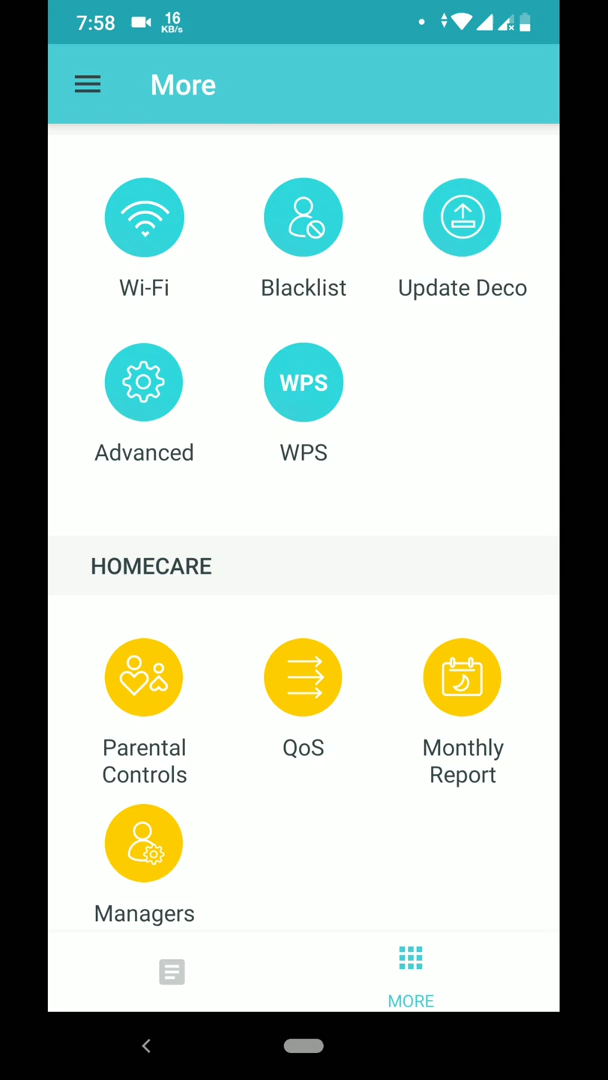 7:58 16 KB/s
More
Wi-Fi Blacklist Update Deco
WPS
Advanced WPS
HOMECARE
Parental Controls QoS Monthly Report
Managers
MORE